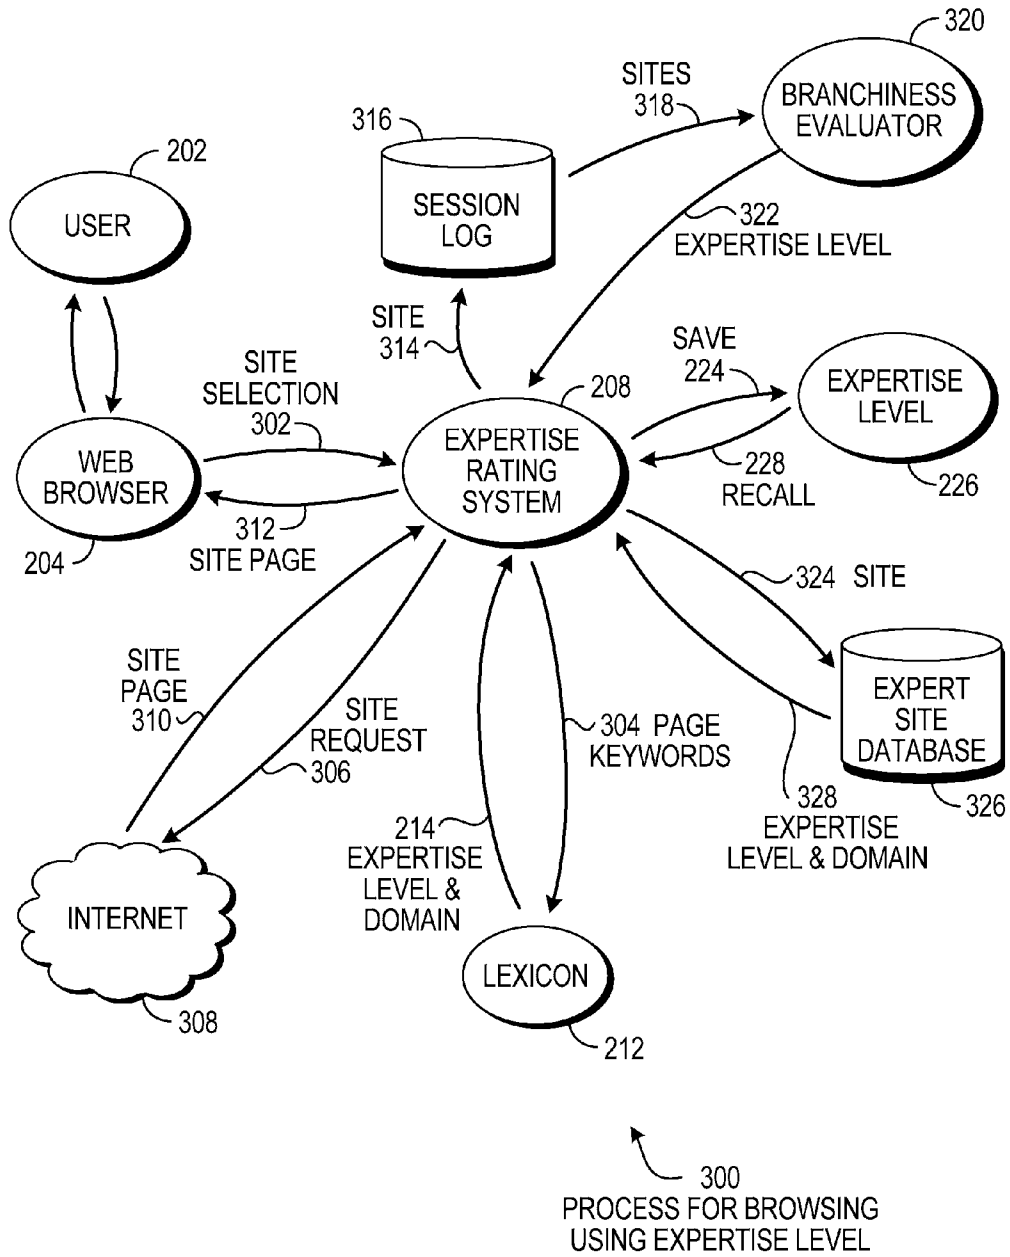 320
SITES
318
BRANCHINESS
EVALUATOR
316
SESSION
LOG
202
USER
322
EXPERTISE LEVEL
SITE
314
SAVE
224
EXPERTISE
LEVEL
226
228
RECALL
SITE
SELECTION
302
208
EXPERTISE
RATING
SYSTEM
WEB
BROWSER
204
312
SITE PAGE
324 SITE
EXPERT
SITE
DATABASE
326
328
EXPERTISE
LEVEL & DOMAIN
SITE
PAGE
310
SITE
REQUEST
306
304 PAGE
KEYWORDS
214
EXPERTISE
LEVEL &
DOMAIN
INTERNET
308
LEXICON
212
300
PROCESS FOR BROWSING
USING EXPERTISE LEVEL